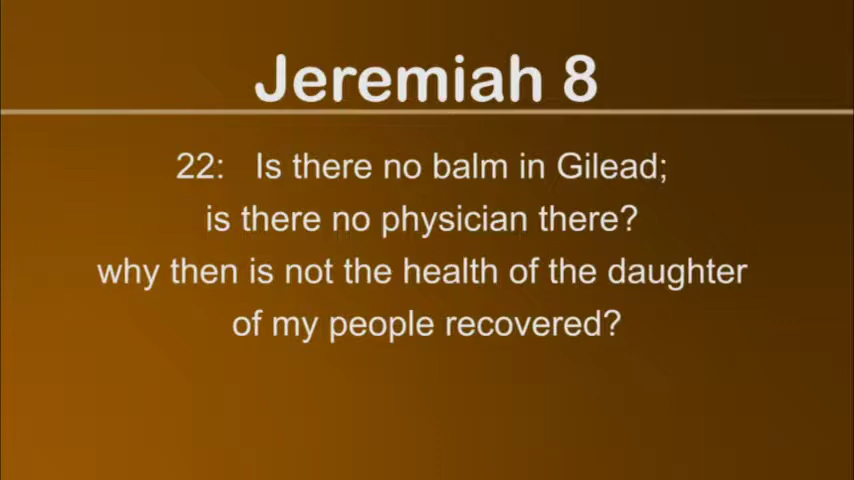 Jeremiah 8
22: Is there no balm in Gilead;
is there no physician there?
why then is not the health of the daughter
of my people recovered?